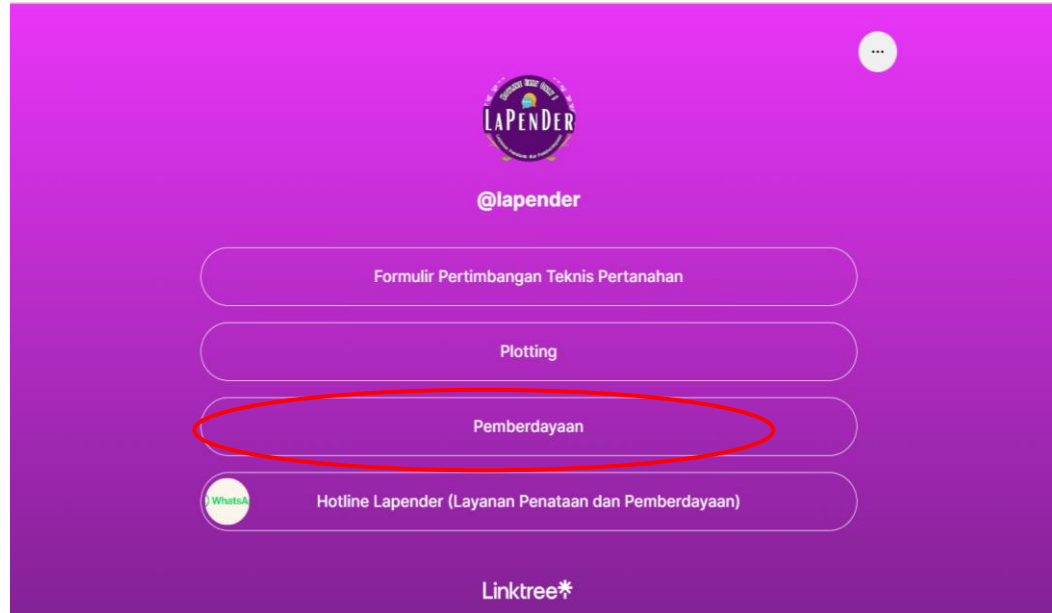 ...
LAPENDER
@lapender
Formulir Pertimbangan Teknis Pertanahan
Plotting
Pemberdayaan
WhatsA
Hotline Lapender (Layanan Penataan dan Pemberdayaan)
Linktree